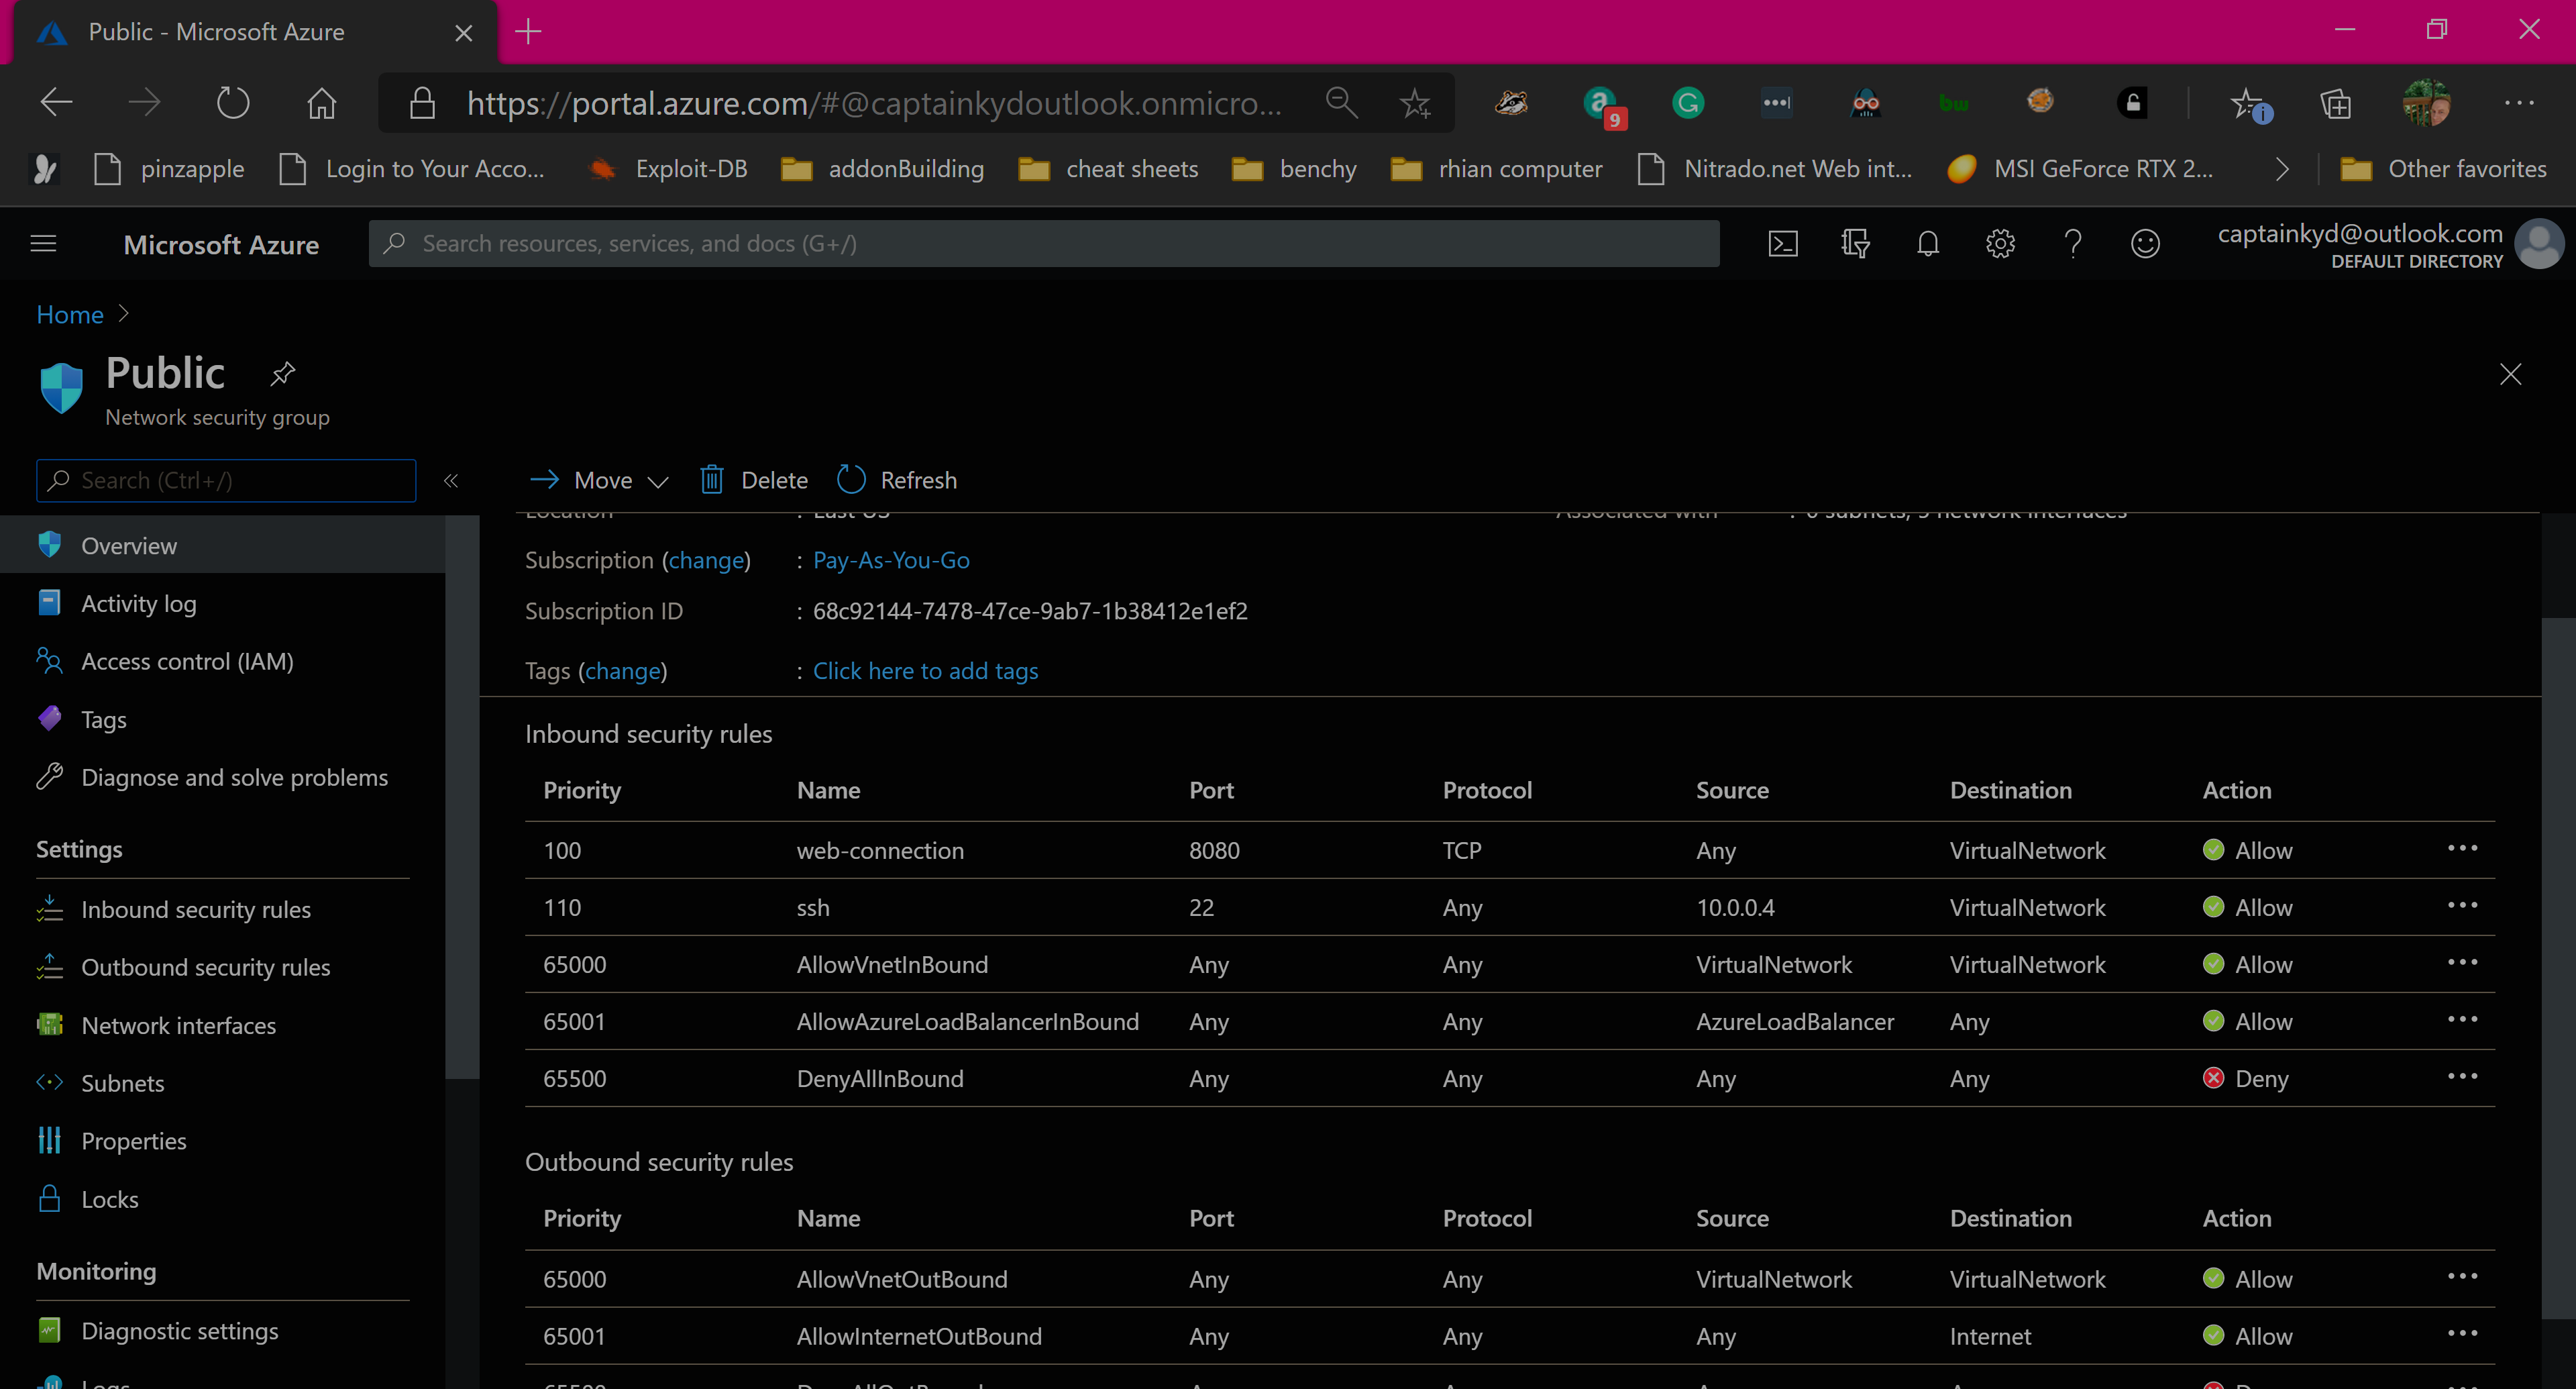 Public - Microsoft Azure
https://portal.azure.com/#@captainkydoutlook.onmicro...
9
bw
pinzapple Login to Your Acco... Exploit-DB addonBuilding cheat sheets benchy rhian computer Nitrado.net Web int... MSI GeForce RTX 2... Other favorites
Microsoft Azure Search resources, services, and docs (G+/) captainkyd@outlook.com
DEFAULT DIRECTORY
Home >
Public
Network security group
Search (Ctrl+/) «
Move Delete Refresh
Overview
Activity log
Access control (IAM)
Tags
Diagnose and solve problems
Settings
Inbound security rules
Outbound security rules
Network interfaces
Subnets
Properties
Locks
Monitoring
Diagnostic settings
Logs
Location : East US
Associated with
Subscription (change) : Pay-As-You-Go
Subscription ID : 68c92144-7478-47ce-9ab7-1b38412e1ef2
Tags (change) : Click here to add tags
Inbound security rules
Priority Name Port Protocol Source Destination Action
100 web-connection 8080 TCP Any VirtualNetwork Allow ...
110 ssh 22 Any 10.0.0.4 VirtualNetwork Allow ...
65000 AllowVnetInBound Any Any VirtualNetwork VirtualNetwork Allow ...
65001 AllowAzureLoadBalancerInBound Any Any AzureLoadBalancer Any Allow ...
65500 DenyAllInBound Any Any Any Any Deny ...
Outbound security rules
Priority Name Port Protocol Source Destination Action
65000 AllowVnetOutBound Any Any VirtualNetwork VirtualNetwork Allow ...
65001 AllowInternetOutBound Any Any Any Internet Allow ...